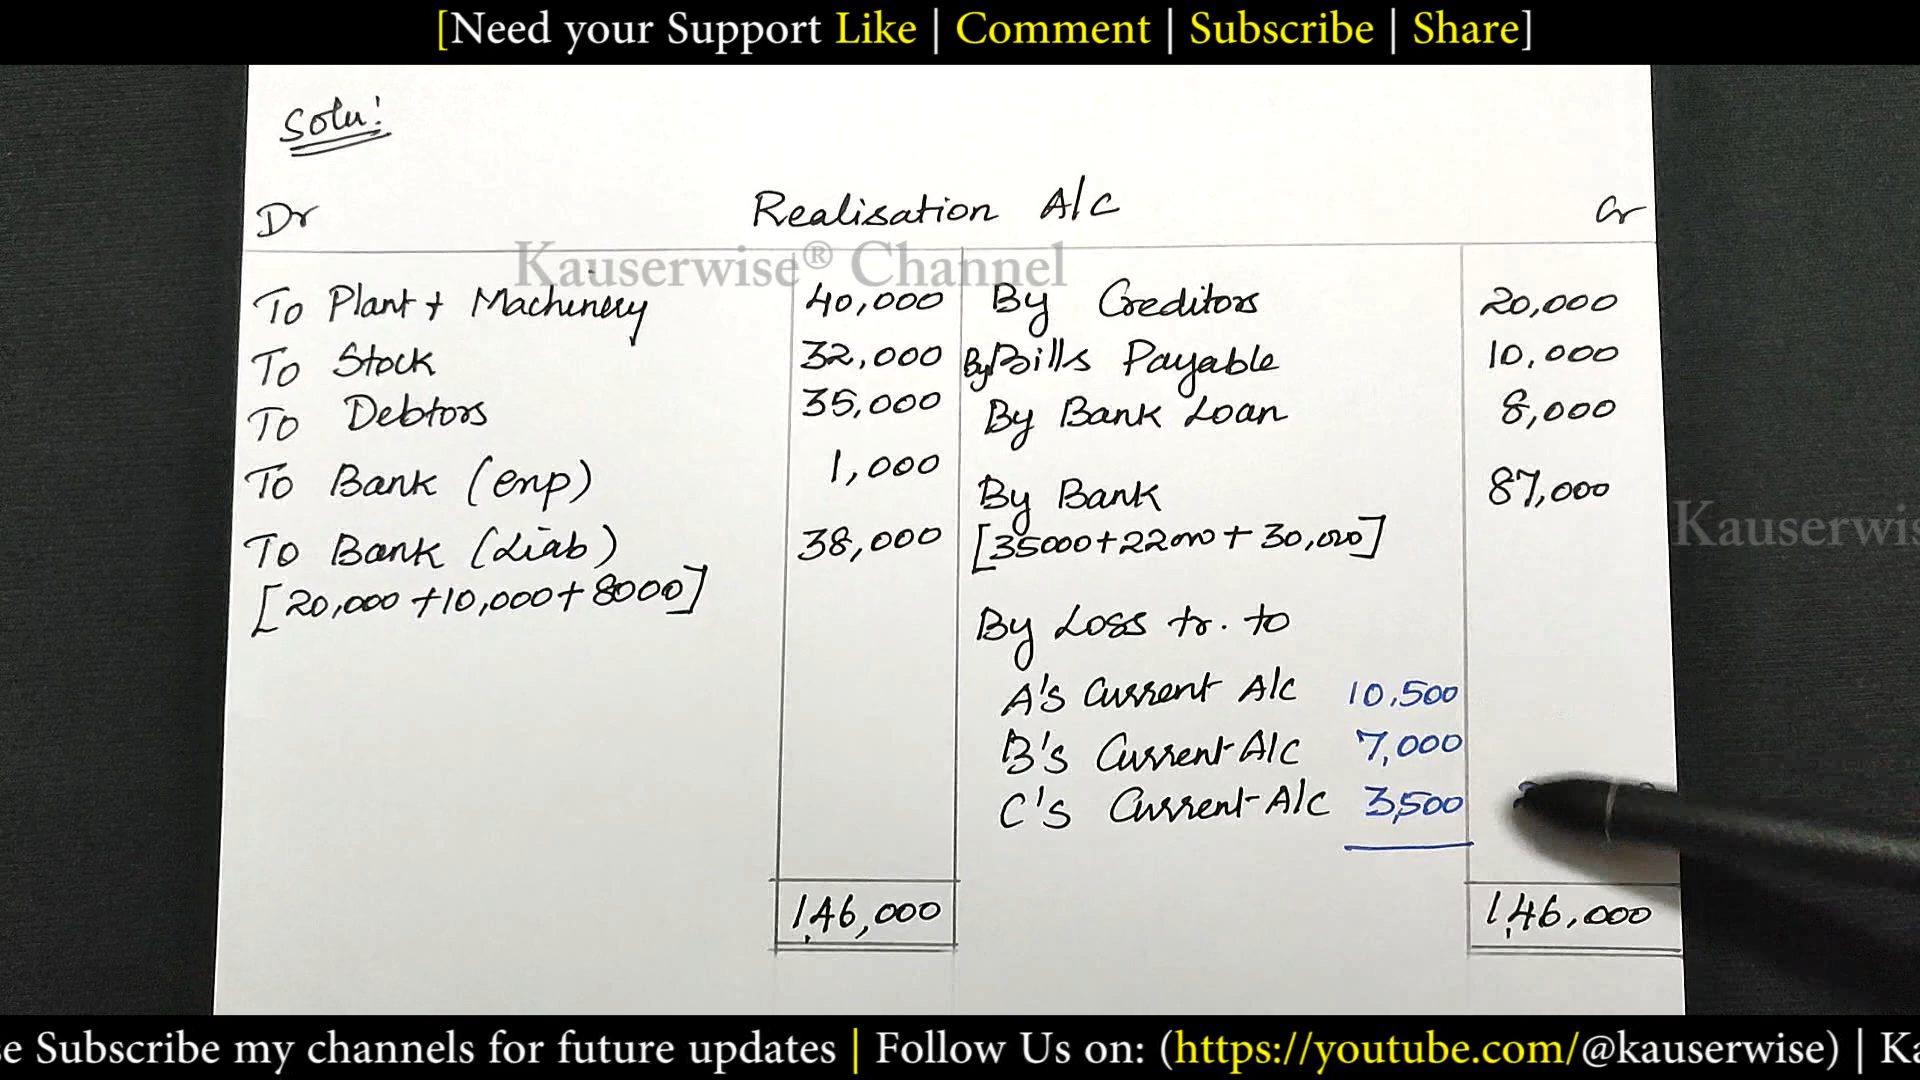 [Need your Support Like | Comment | Subscribe | Share]
Solu:
Dr Realisation A/C Cr
Kauserwise® Channel
To Plant + Machinery 40,000 By Creditors 20,000
To Stock 32,000 By Bills Payable 10,000
To Debtors 35,000 By Bank Loan 8,000
To Bank (exp) 1,000 By Bank 87,000
Kauserwis
To Bank (Liab) 38,000 [35000+22000+30,000]
[20,000+10,000+8000]
By Loss tr. to
A's Current A/C 10,500
B's Current A/C 7,000
C's Current A/C 3,500
1,46,000 1,46,000
e Subscribe my channels for future updates | Follow Us on: (https://youtube.com/@kauserwise) | Ka